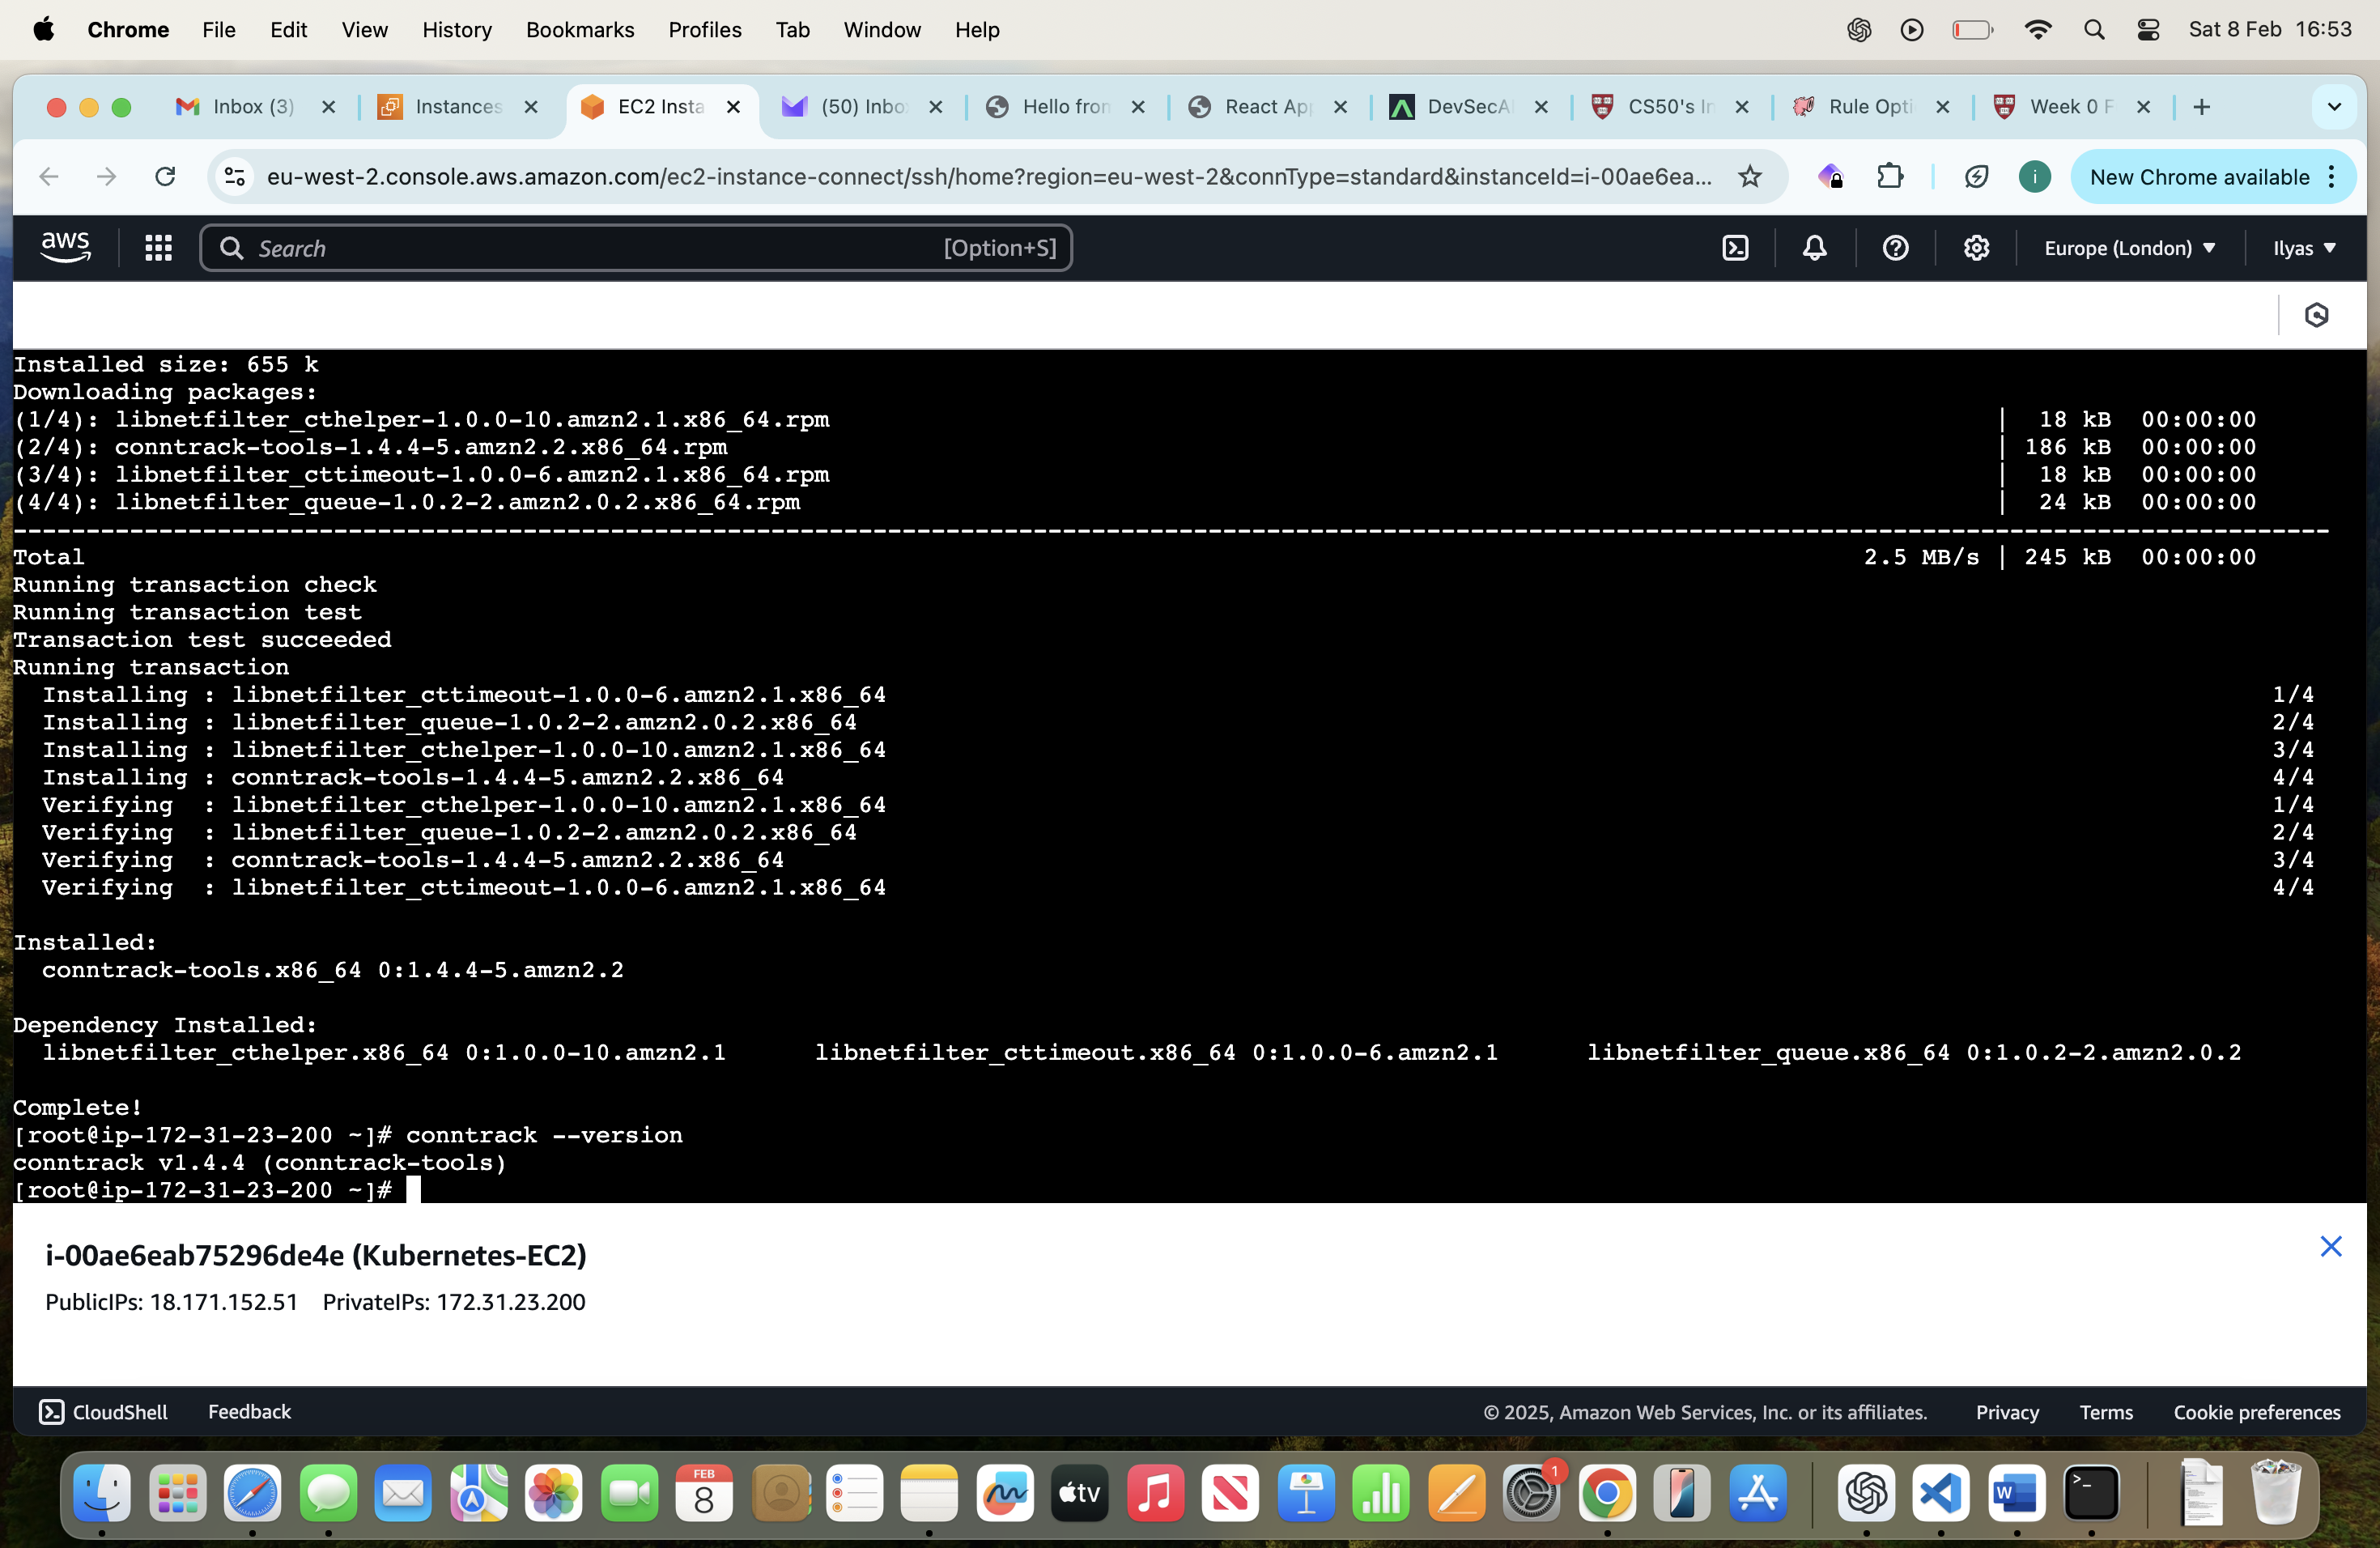 Chrome File Edit View History Bookmarks Profiles Tab Window Help Sat 8 Feb 16:53
Inbox (3) Instances EC2 Insta (50) Inbo Hello from React Ap DevSecA CS50's In Rule Opti Week 0 F
eu-west-2.console.aws.amazon.com/ec2-instance-connect/ssh/home?region=eu-west-2&connType=standard&instanceId=i-00ae6ea... i New Chrome available
aws Search [Option+S] Europe (London) Ilyas
Installed size: 655 k
Downloading packages:
(1/4): libnetfilter_cthelper-1.0.0-10.amzn2.1.x86_64.rpm | 18 kB 00:00:00
(2/4): conntrack-tools-1.4.4-5.amzn2.2.x86_64.rpm | 186 kB 00:00:00
(3/4): libnetfilter_cttimeout-1.0.0-6.amzn2.1.x86_64.rpm | 18 kB 00:00:00
(4/4): libnetfilter_queue-1.0.2-2.amzn2.0.2.x86_64.rpm | 24 kB 00:00:00
Total 2.5 MB/s | 245 kB 00:00:00
Running transaction check
Running transaction test
Transaction test succeeded
Running transaction
Installing : libnetfilter_cttimeout-1.0.0-6.amzn2.1.x86_64 1/4
Installing : libnetfilter_queue-1.0.2-2.amzn2.0.2.x86_64 2/4
Installing : libnetfilter_cthelper-1.0.0-10.amzn2.1.x86_64 3/4
Installing : conntrack-tools-1.4.4-5.amzn2.2.x86_64 4/4
Verifying : libnetfilter_cthelper-1.0.0-10.amzn2.1.x86_64 1/4
Verifying : libnetfilter_queue-1.0.2-2.amzn2.0.2.x86_64 2/4
Verifying : conntrack-tools-1.4.4-5.amzn2.2.x86_64 3/4
Verifying : libnetfilter_cttimeout-1.0.0-6.amzn2.1.x86_64 4/4
Installed:
conntrack-tools.x86_64 0:1.4.4-5.amzn2.2
Dependency Installed:
libnetfilter_cthelper.x86_64 0:1.0.0-10.amzn2.1 libnetfilter_cttimeout.x86_64 0:1.0.0-6.amzn2.1 libnetfilter_queue.x86_64 0:1.0.2-2.amzn2.0.2
Complete!
[root@ip-172-31-23-200 ~]# conntrack --version
conntrack v1.4.4 (conntrack-tools)
[root@ip-172-31-23-200 ~]#
i-00ae6eab75296de4e (Kubernetes-EC2)
PublicIPs: 18.171.152.51 PrivateIPs: 172.31.23.200
CloudShell Feedback © 2025, Amazon Web Services, Inc. or its affiliates. Privacy Terms Cookie preferences
FEB
8
tv
1
W
>_